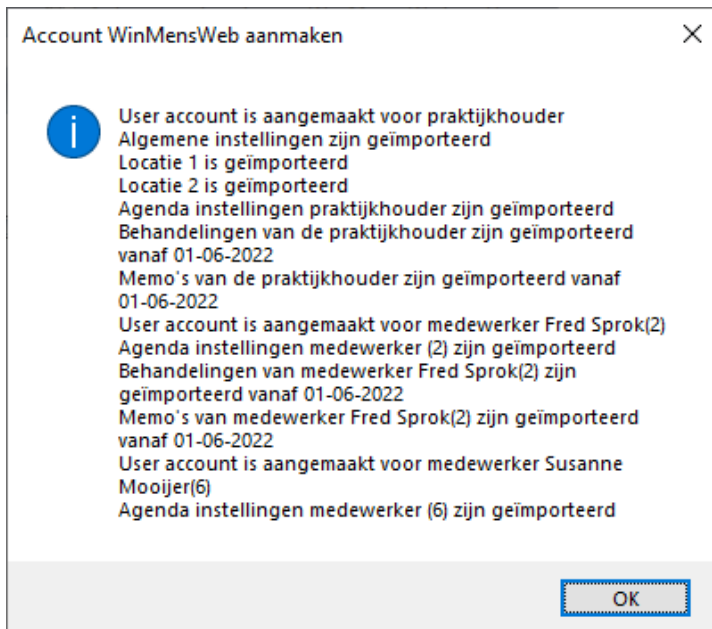 Account WinMensWeb aanmaken
User account is aangemaakt voor praktijkhouder
Algemene instellingen zijn geïmporteerd
Locatie 1 is geïmporteerd
Locatie 2 is geïmporteerd
Agenda instellingen praktijkhouder zijn geïmporteerd
Behandelingen van de praktijkhouder zijn geïmporteerd
vanaf 01-06-2022
Memo's van de praktijkhouder zijn geïmporteerd vanaf
01-06-2022
User account is aangemaakt voor medewerker Fred Sprok(2)
Agenda instellingen medewerker (2) zijn geïmporteerd
Behandelingen van medewerker Fred Sprok(2) zijn
geïmporteerd vanaf 01-06-2022
Memo's van medewerker Fred Sprok(2) zijn geïmporteerd
vanaf 01-06-2022
User account is aangemaakt voor medewerker Susanne
Mooijer(6)
Agenda instellingen medewerker (6) zijn geïmporteerd
OK